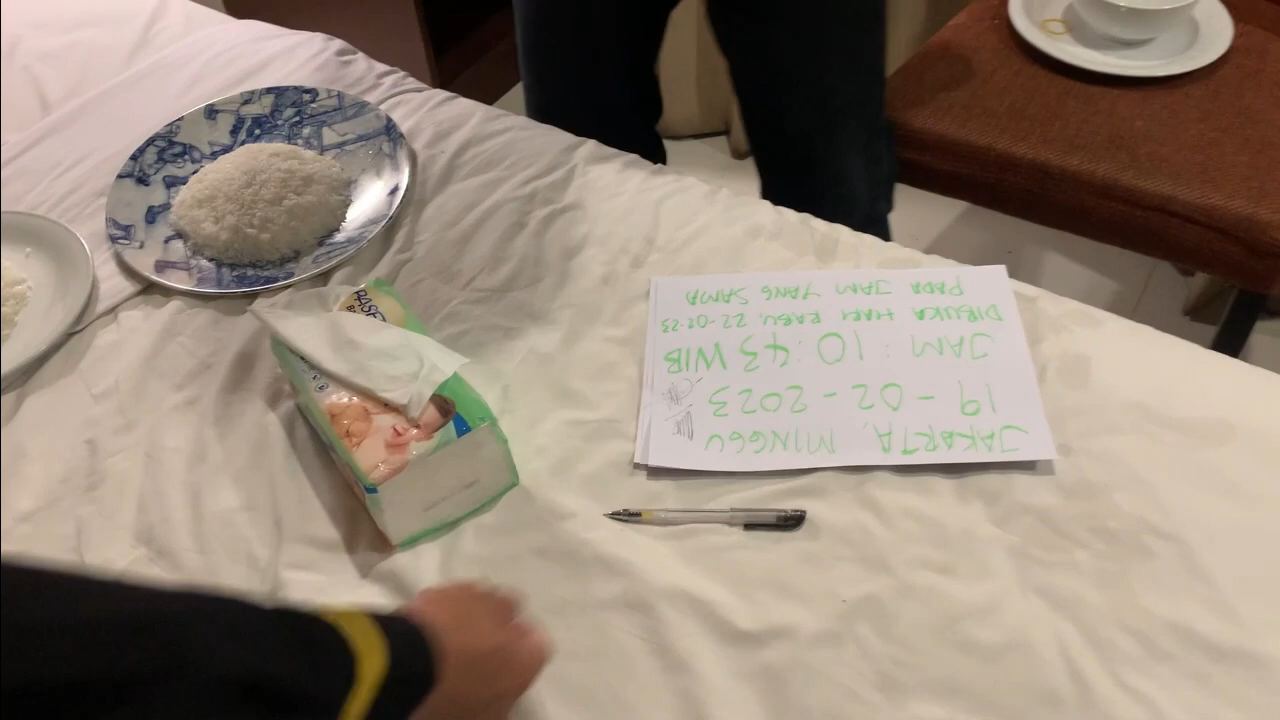 JAKARTA, MINGGU
19-02-2023
JAM : 10:43 WIB
DIBUKA HARI RABU, 22-02-23
PADA JAM YANG SAMA
PASE